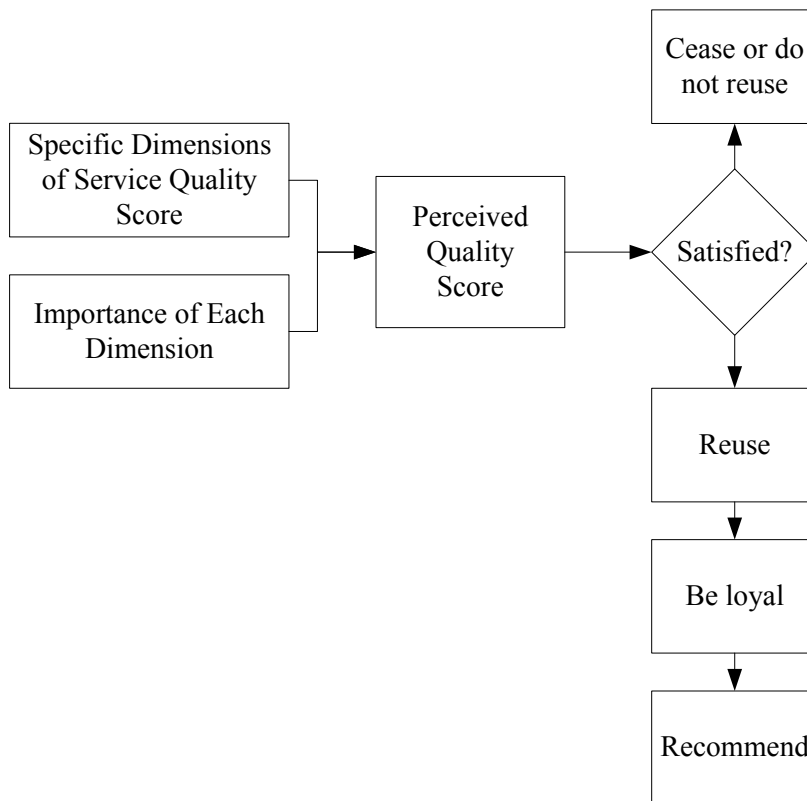 Cease or do
not reuse
Specific Dimensions
of Service Quality
Score
Importance of Each
Dimension
Perceived
Quality
Score
Satisfied?
Reuse
Be loyal
Recommend